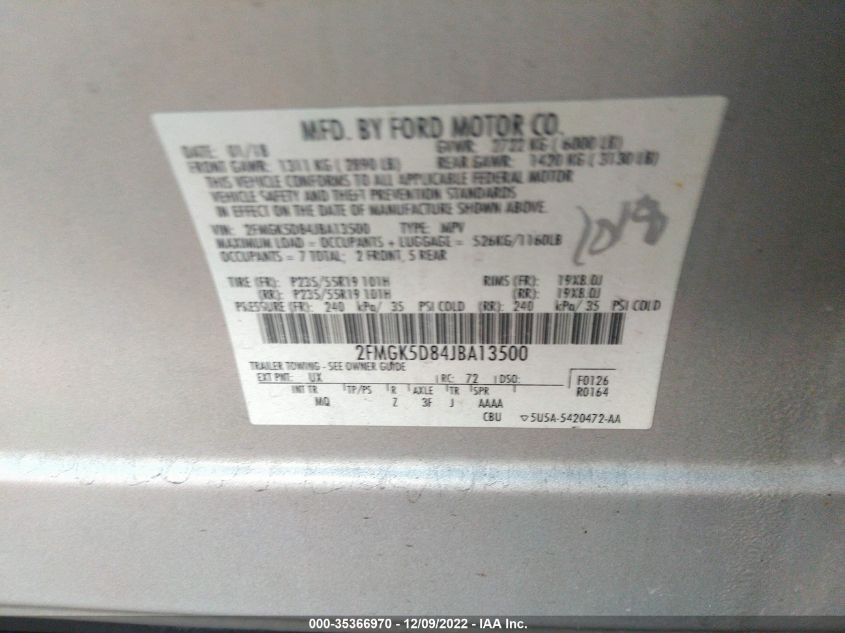 MFD. BY FORD MOTOR CO.
DATE: 01/18 GVWR: 2722 KG ( 6000 LB)
FRONT GAWR: 1311 KG ( 2890 LB) REAR GAWR: 1420 KG ( 3130 LB)
THIS VEHICLE CONFORMS TO ALL APPLICABLE FEDERAL MOTOR
VEHICLE SAFETY AND THEFT PREVENTION STANDARDS
IN EFFECT ON THE DATE OF MANUFACTURE SHOWN ABOVE.
VIN: 2FMGK5D84JBA13500 TYPE: MPV
MAXIMUM LOAD = OCCUPANTS + LUGGAGE = 526KG/1160LB
OCCUPANTS = 7 TOTAL; 2 FRONT, 5 REAR
TIRE (FR): P235/55R19 101H RIMS (FR): 19X8.0J
(RR): P235/55R19 101H (RR): 19X8.0J
PRESSURE (FR): 240 kPa/ 35 PSI COLD (RR): 240 kPa/ 35 PSI COLD
2FMGK5D84JBA13500
TRAILER TOWING - SEE OWNER GUIDE
EXT PNT: UX RC: 72 DSO: F0126
INT TR TP/PS R AXLE TR SPR R0164
MQ Z 3F J AAAA
CBU ▽5U5A-5420472-AA
000-35366970 - 12/09/2022 - IAA Inc.